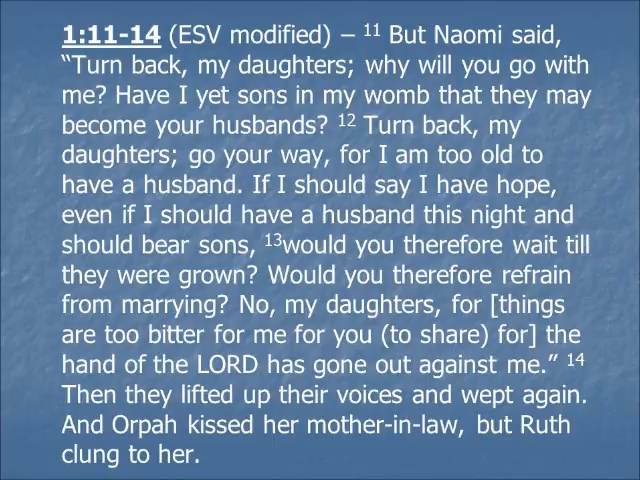 1:11-14 (ESV modified) – 11 But Naomi said,
“Turn back, my daughters; why will you go with
me? Have I yet sons in my womb that they may
become your husbands? 12 Turn back, my
daughters; go your way, for I am too old to
have a husband. If I should say I have hope,
even if I should have a husband this night and
should bear sons, 13would you therefore wait till
they were grown? Would you therefore refrain
from marrying? No, my daughters, for [things
are too bitter for me for you (to share) for] the
hand of the LORD has gone out against me.” 14
Then they lifted up their voices and wept again.
And Orpah kissed her mother-in-law, but Ruth
clung to her.